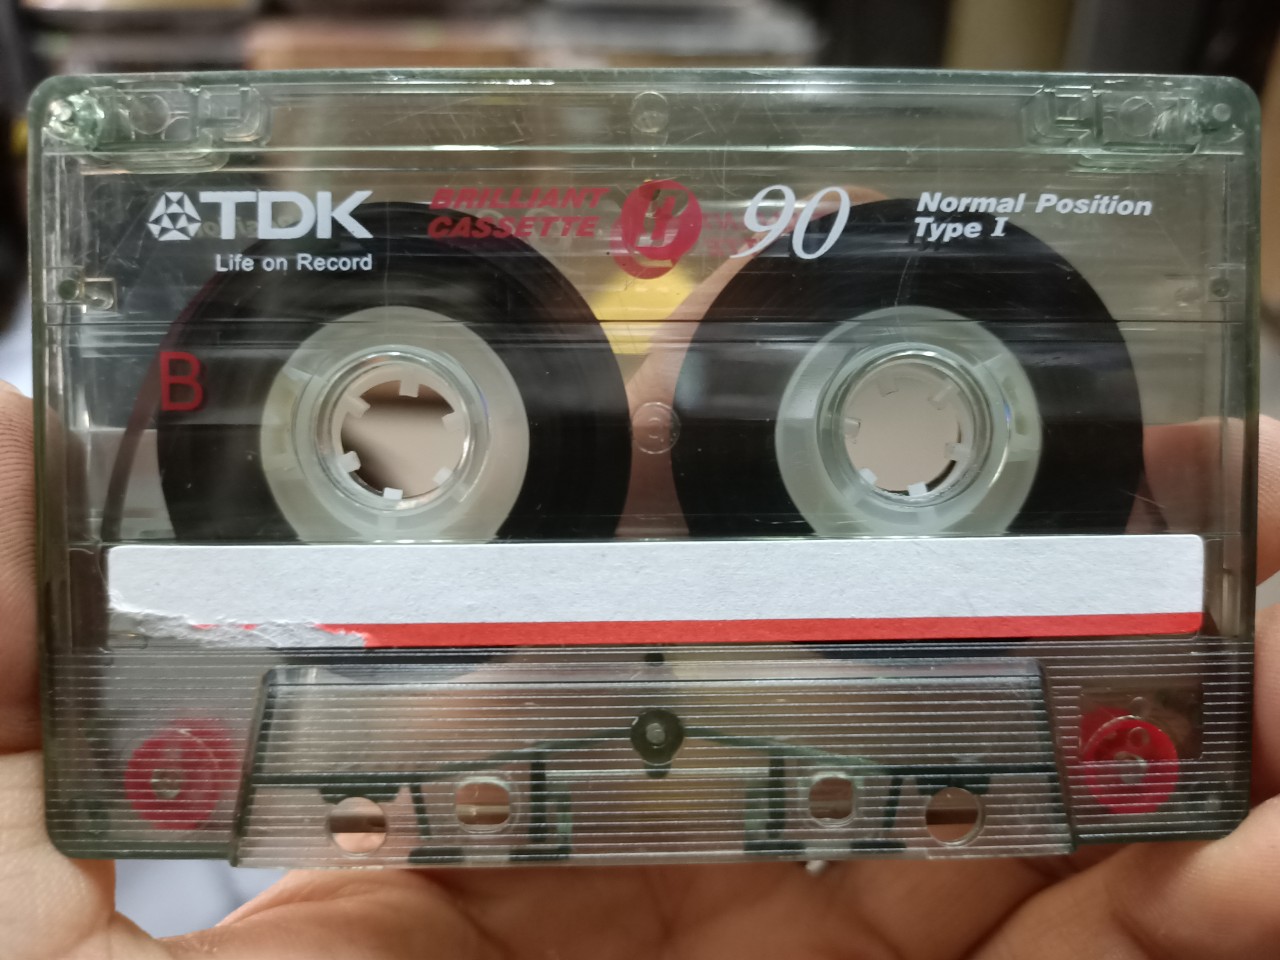 TDK
Life on Record
BRILLIANT
CASSETTE
90
Normal Position
Type I
B